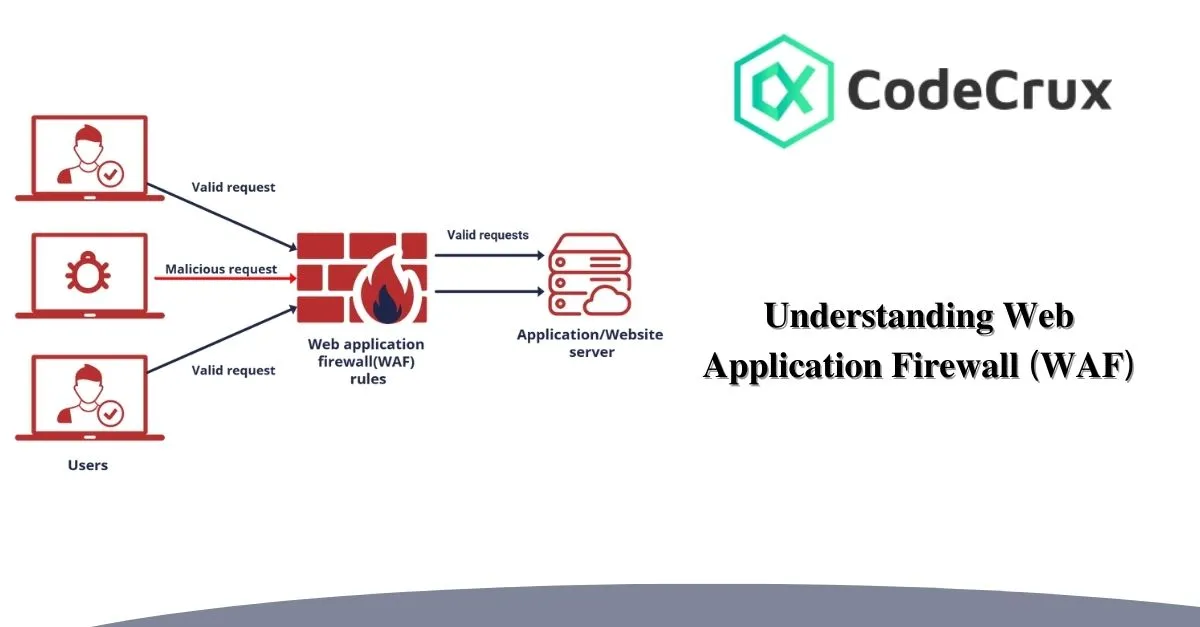 CodeCrux
Valid request
Malicious request
Valid request
Users
Web application
firewall(WAF)
rules
Valid requests
Application/Website
server
Understanding Web
Application Firewall (WAF)